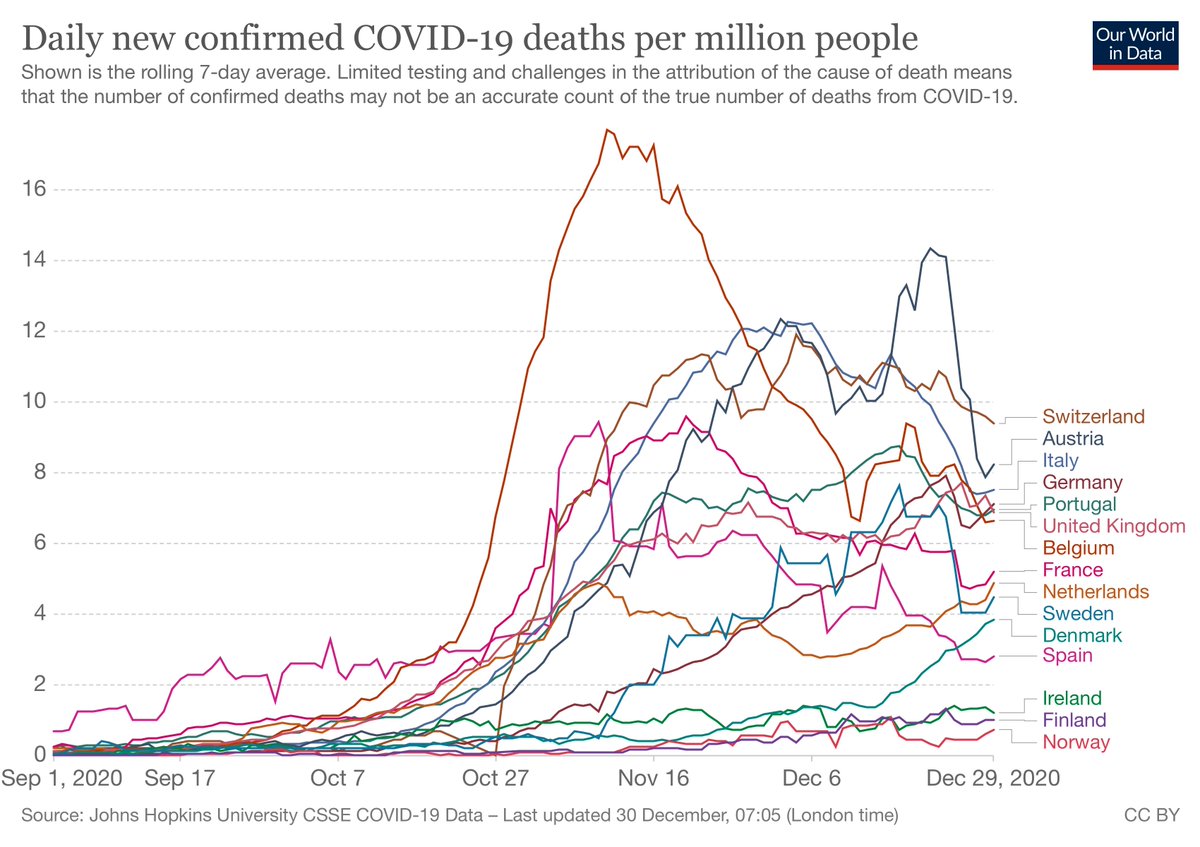 Daily new confirmed COVID-19 deaths per million people
Our World
in Data
Shown is the rolling 7-day average. Limited testing and challenges in the attribution of the cause of death means
that the number of confirmed deaths may not be an accurate count of the true number of deaths from COVID-19.
16
14
12
10
8
6
4
2
0
Switzerland
Austria
Italy
Germany
Portugal
United Kingdom
Belgium
France
Netherlands
Sweden
Denmark
Spain
Ireland
Finland
Norway
Sep 1, 2020 Sep 17 Oct 7 Oct 27 Nov 16 Dec 6 Dec 29, 2020
Source: Johns Hopkins University CSSE COVID-19 Data – Last updated 30 December, 07:05 (London time) CC BY